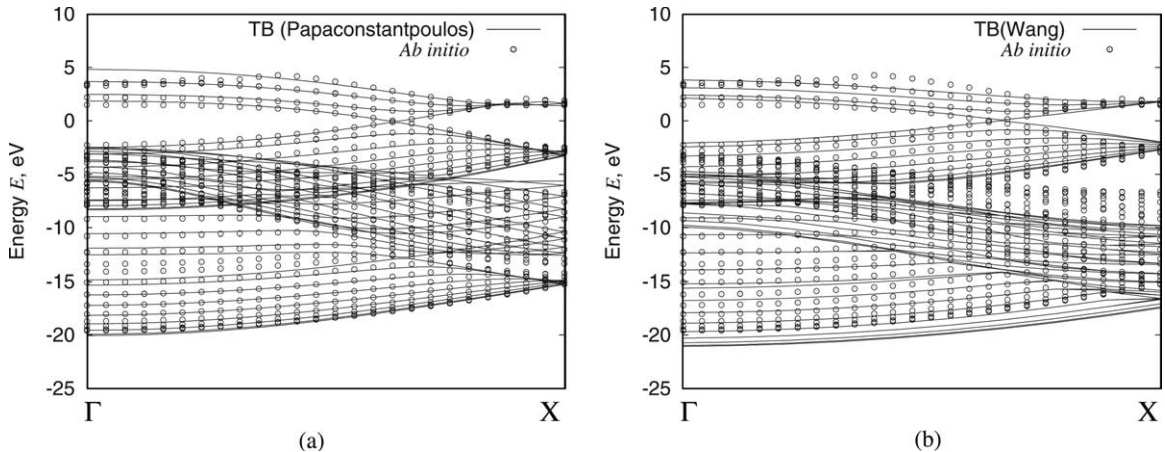 10
5
0
-5
-10
-15
-20
-25
Energy E, eV
TB (Papaconstantpoulos)
Ab initio
Γ
X
(a)
10
5
0
-5
-10
-15
-20
-25
Energy E, eV
TB(Wang)
Ab initio
Γ
X
(b)